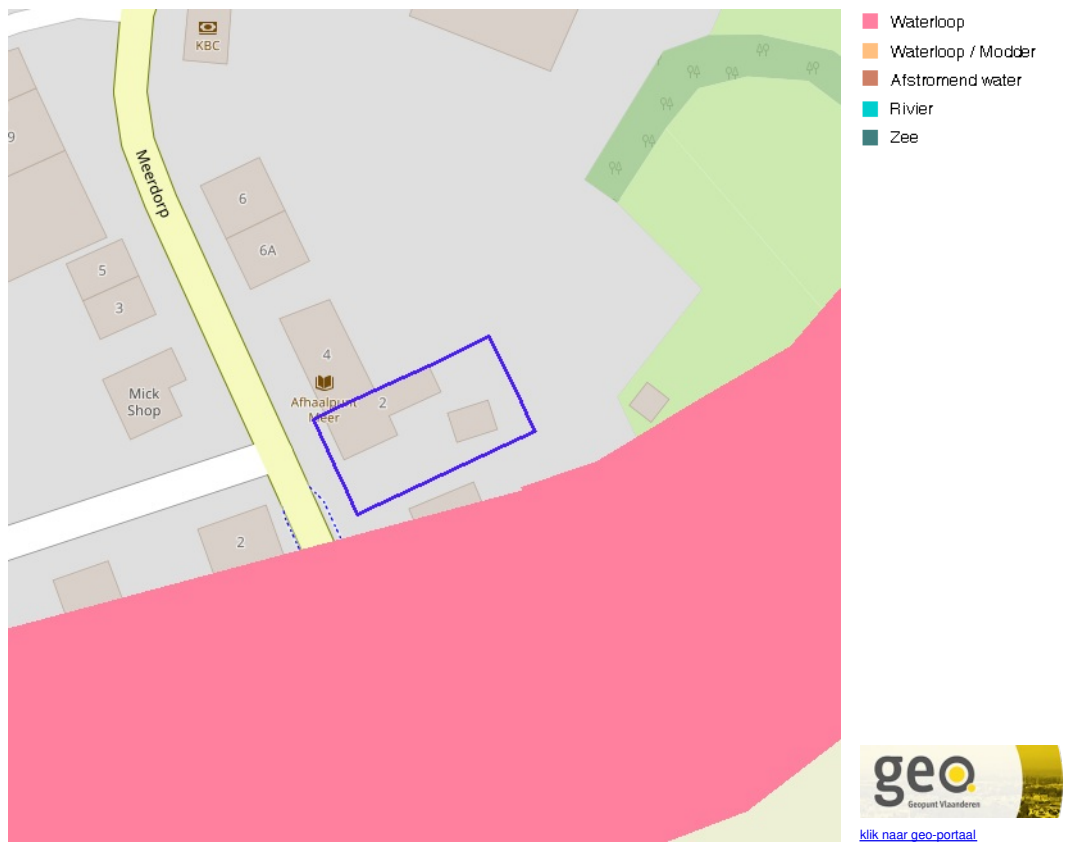 KBC
9
Meerdorp
6
6A
5
3
4
Mick
Shop
Afhaalpunt
Meer
2
2
Waterloop
Waterloop / Modder
Afstromend water
Rivier
Zee
geo.
Geopunt Vlaanderen
klik naar geo-portaal